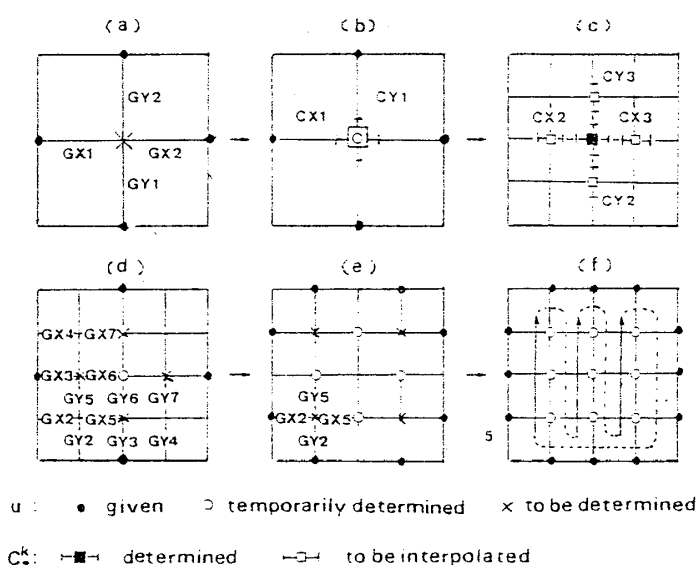 (a) (b) (c)
GY2 CY1 CY3
CX1 CX2 CX3
GX1 GX2
GY1 CY2
(d) (e) (f)
GX4 GX7
GX3 GX6
GY5 GY6 GY7 GY5
GX2 GX5 GX2 GX5
GY2 GY3 GY4 GY2
5
u : given temporarily determined × to be determined
: determined to be interpolated